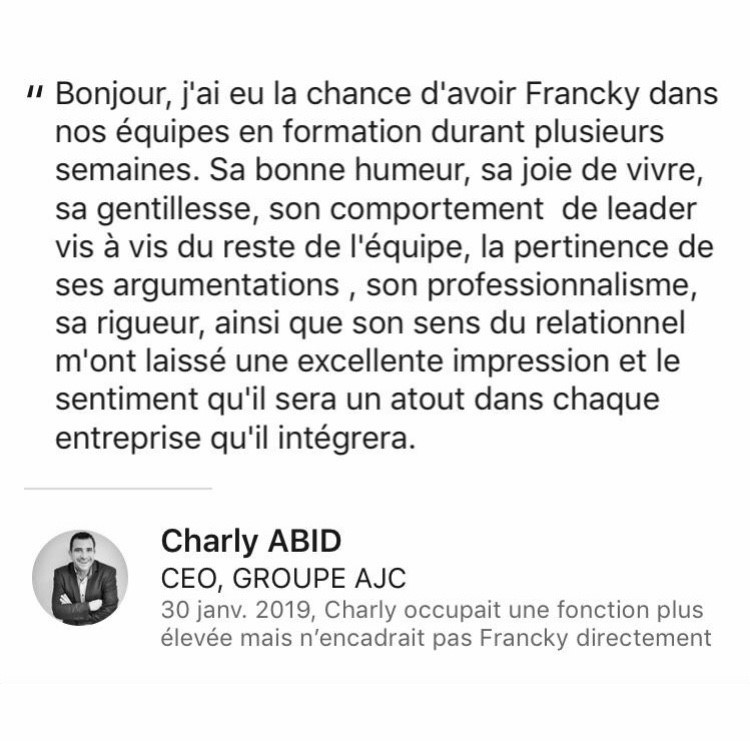 " Bonjour, j'ai eu la chance d'avoir Francky dans
nos équipes en formation durant plusieurs
semaines. Sa bonne humeur, sa joie de vivre,
sa gentillesse, son comportement  de leader
vis à vis du reste de l'équipe, la pertinence de
ses argumentations , son professionnalisme,
sa rigueur, ainsi que son sens du relationnel
m'ont laissé une excellente impression et le
sentiment qu'il sera un atout dans chaque
entreprise qu'il intégrera.
Charly ABID
CEO, GROUPE AJC
30 janv. 2019, Charly occupait une fonction plus
élevée mais n’encadrait pas Francky directement